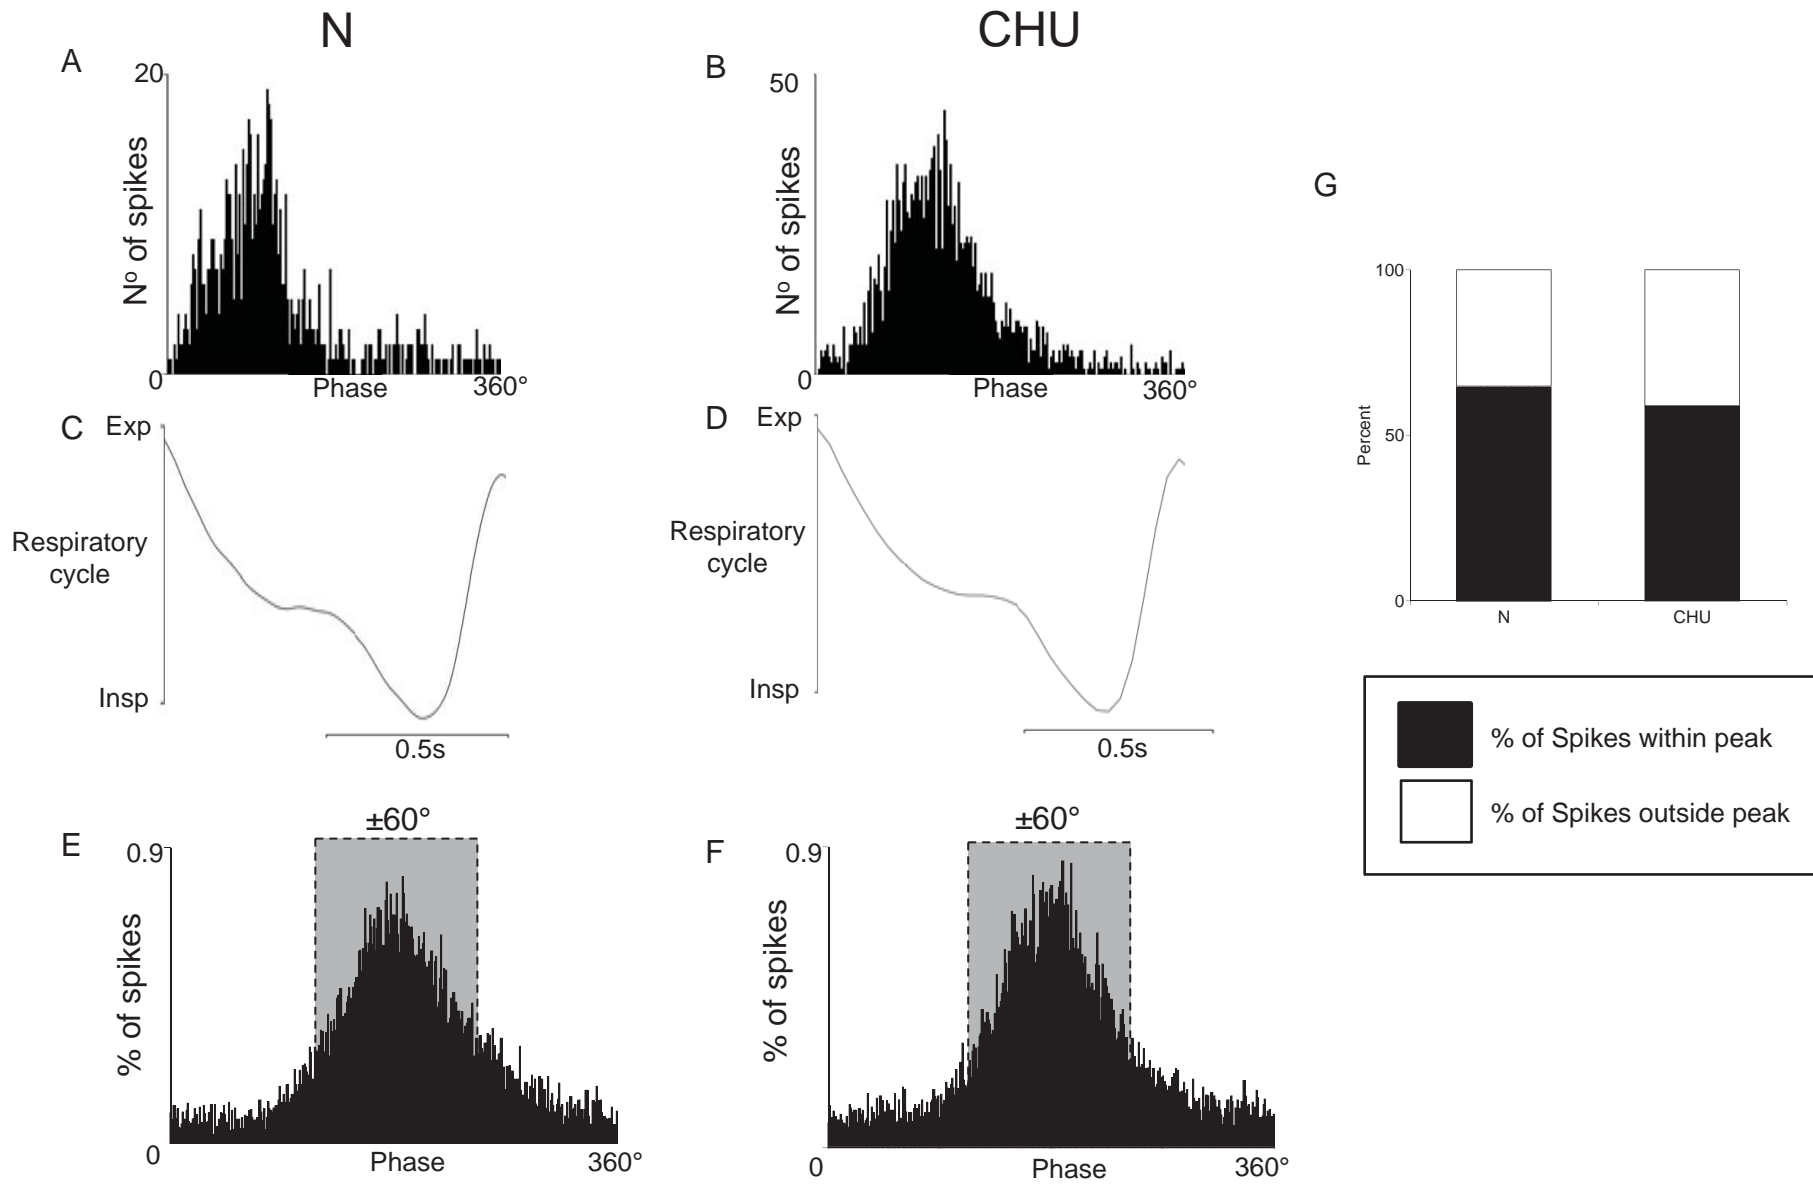 N
CHU
A
20
Nº of spikes
0
Phase
360°
B
50
Nº of spikes
0
Phase
360°
C
Exp
Respiratory
cycle
Insp
0.5s
D
Exp
Respiratory
cycle
Insp
0.5s
E
±60°
0.9
% of spikes
0
Phase
360°
F
±60°
0.9
% of spikes
0
Phase
360°
G
100
50
0
Percent
N
CHU
% of Spikes within peak
% of Spikes outside peak